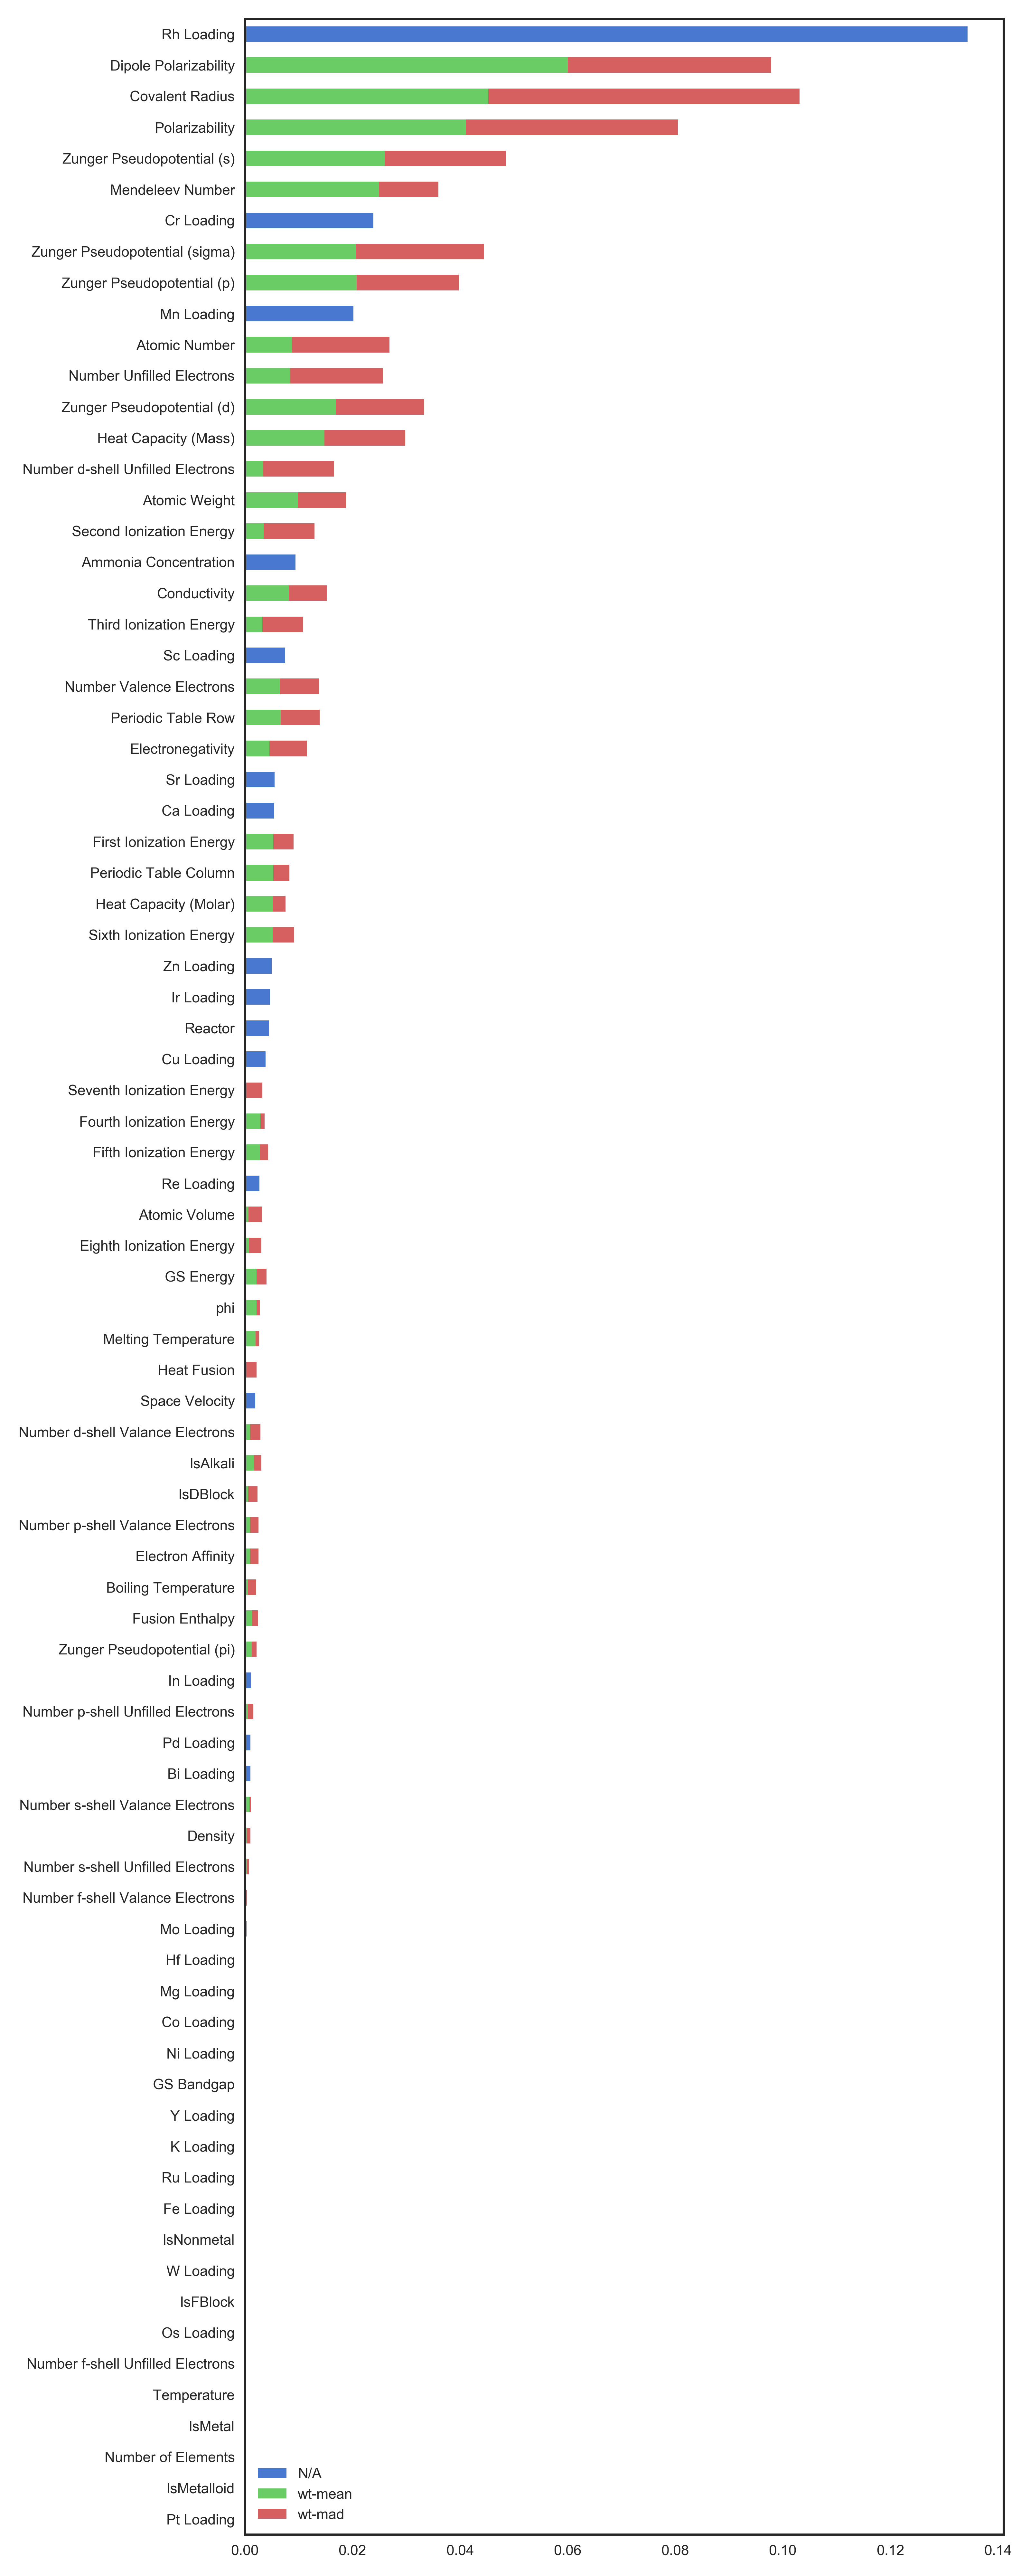 Rh Loading
Dipole Polarizability
Covalent Radius
Polarizability
Zunger Pseudopotential (s)
Mendeleev Number
Cr Loading
Zunger Pseudopotential (sigma)
Zunger Pseudopotential (p)
Mn Loading
Atomic Number
Number Unfilled Electrons
Zunger Pseudopotential (d)
Heat Capacity (Mass)
Number d-shell Unfilled Electrons
Atomic Weight
Second Ionization Energy
Ammonia Concentration
Conductivity
Third Ionization Energy
Sc Loading
Number Valence Electrons
Periodic Table Row
Electronegativity
Sr Loading
Ca Loading
First Ionization Energy
Periodic Table Column
Heat Capacity (Molar)
Sixth Ionization Energy
Zn Loading
Ir Loading
Reactor
Cu Loading
Seventh Ionization Energy
Fourth Ionization Energy
Fifth Ionization Energy
Re Loading
Atomic Volume
Eighth Ionization Energy
GS Energy
phi
Melting Temperature
Heat Fusion
Space Velocity
Number d-shell Valance Electrons
IsAlkali
IsDBlock
Number p-shell Valance Electrons
Electron Affinity
Boiling Temperature
Fusion Enthalpy
Zunger Pseudopotential (pi)
In Loading
Number p-shell Unfilled Electrons
Pd Loading
Bi Loading
Number s-shell Valance Electrons
Density
Number s-shell Unfilled Electrons
Number f-shell Valance Electrons
Mo Loading
Hf Loading
Mg Loading
Co Loading
Ni Loading
GS Bandgap
Y Loading
K Loading
Ru Loading
Fe Loading
IsNonmetal
W Loading
IsFBlock
Os Loading
Number f-shell Unfilled Electrons
Temperature
IsMetal
Number of Elements
IsMetalloid
Pt Loading
N/A
wt-mean
wt-mad
0.00 0.02 0.04 0.06 0.08 0.10 0.12 0.14